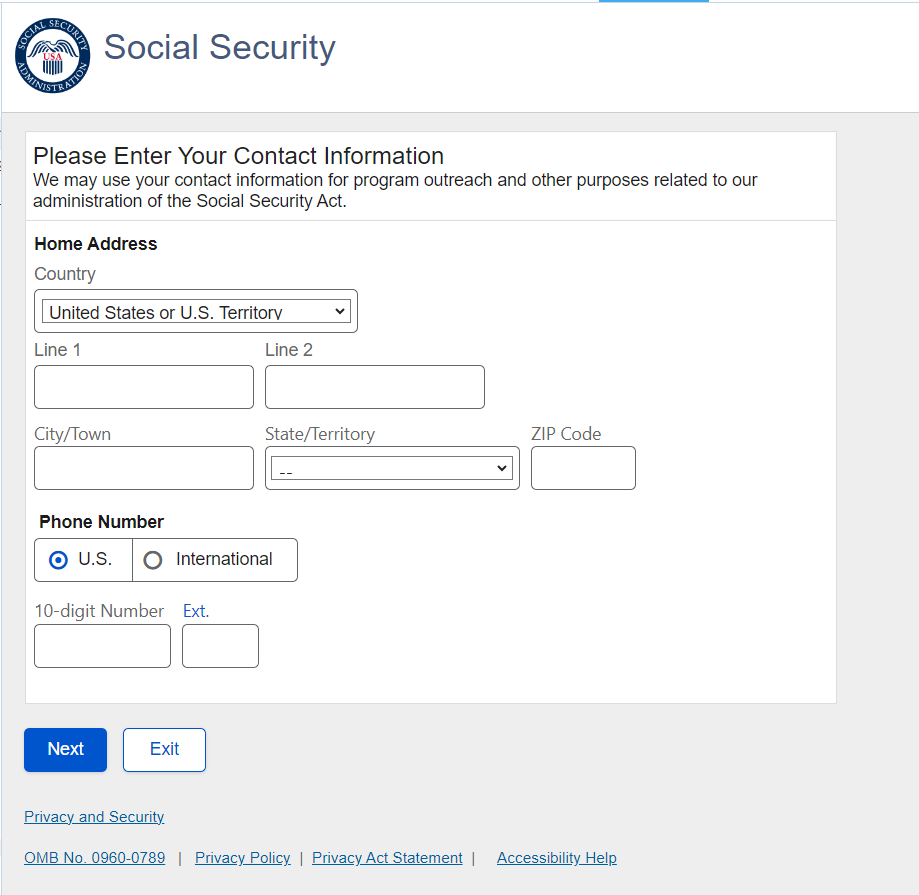 SOCIAL SECURITY ADMINISTRATION
USA
Social Security
Please Enter Your Contact Information
We may use your contact information for program outreach and other purposes related to our
administration of the Social Security Act.
Home Address
Country
United States or U.S. Territory
Line 1 Line 2
City/Town State/Territory ZIP Code
--
Phone Number
U.S. International
10-digit Number Ext.
Next Exit
Privacy and Security
OMB No. 0960-0789 | Privacy Policy | Privacy Act Statement | Accessibility Help